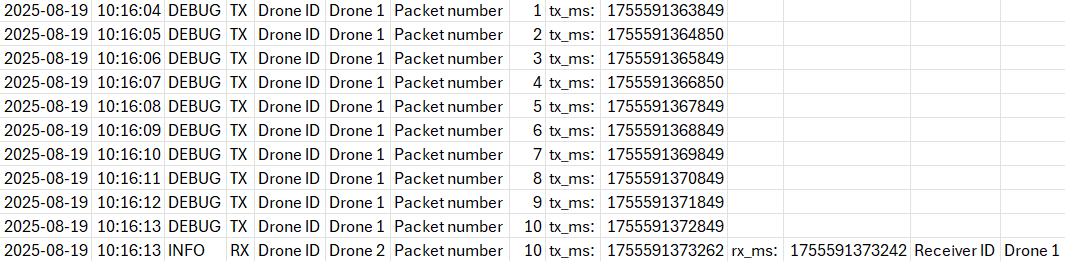 2025-08-19 10:16:04 DEBUG TX Drone ID Drone 1 Packet number 1 tx_ms: 1755591363849
2025-08-19 10:16:05 DEBUG TX Drone ID Drone 1 Packet number 2 tx_ms: 1755591364850
2025-08-19 10:16:06 DEBUG TX Drone ID Drone 1 Packet number 3 tx_ms: 1755591365849
2025-08-19 10:16:07 DEBUG TX Drone ID Drone 1 Packet number 4 tx_ms: 1755591366850
2025-08-19 10:16:08 DEBUG TX Drone ID Drone 1 Packet number 5 tx_ms: 1755591367849
2025-08-19 10:16:09 DEBUG TX Drone ID Drone 1 Packet number 6 tx_ms: 1755591368849
2025-08-19 10:16:10 DEBUG TX Drone ID Drone 1 Packet number 7 tx_ms: 1755591369849
2025-08-19 10:16:11 DEBUG TX Drone ID Drone 1 Packet number 8 tx_ms: 1755591370849
2025-08-19 10:16:12 DEBUG TX Drone ID Drone 1 Packet number 9 tx_ms: 1755591371849
2025-08-19 10:16:13 DEBUG TX Drone ID Drone 1 Packet number 10 tx_ms: 1755591372849
2025-08-19 10:16:13 INFO RX Drone ID Drone 2 Packet number 10 tx_ms: 1755591373262 rx_ms: 1755591373242 Receiver ID Drone 1